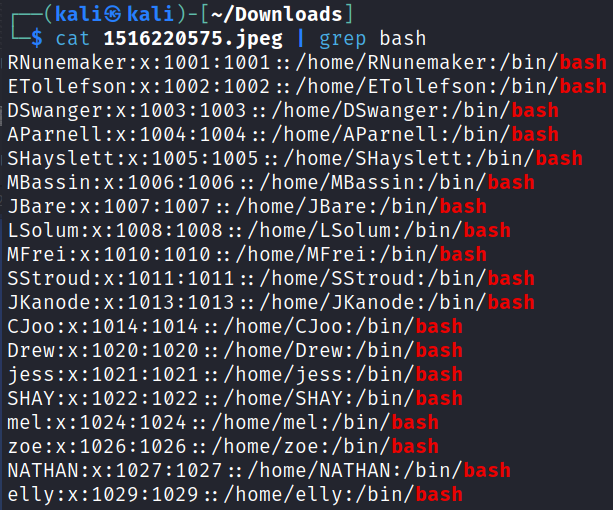 ┌──(kali㉿kali)-[~/Downloads]
└─$ cat 1516220575.jpeg | grep bash
RNunemaker:x:1001:1001::/home/RNunemaker:/bin/bash
ETollefson:x:1002:1002::/home/ETollefson:/bin/bash
DSwanger:x:1003:1003::/home/DSwanger:/bin/bash
AParnell:x:1004:1004::/home/AParnell:/bin/bash
SHayslett:x:1005:1005::/home/SHayslett:/bin/bash
MBassin:x:1006:1006::/home/MBassin:/bin/bash
JBare:x:1007:1007::/home/JBare:/bin/bash
LSolum:x:1008:1008::/home/LSolum:/bin/bash
MFrei:x:1010:1010::/home/MFrei:/bin/bash
SStroud:x:1011:1011::/home/SStroud:/bin/bash
JKanode:x:1013:1013::/home/JKanode:/bin/bash
CJoo:x:1014:1014::/home/CJoo:/bin/bash
Drew:x:1020:1020::/home/Drew:/bin/bash
jess:x:1021:1021::/home/jess:/bin/bash
SHAY:x:1022:1022::/home/SHAY:/bin/bash
mel:x:1024:1024::/home/mel:/bin/bash
zoe:x:1026:1026::/home/zoe:/bin/bash
NATHAN:x:1027:1027::/home/NATHAN:/bin/bash
elly:x:1029:1029::/home/elly:/bin/bash